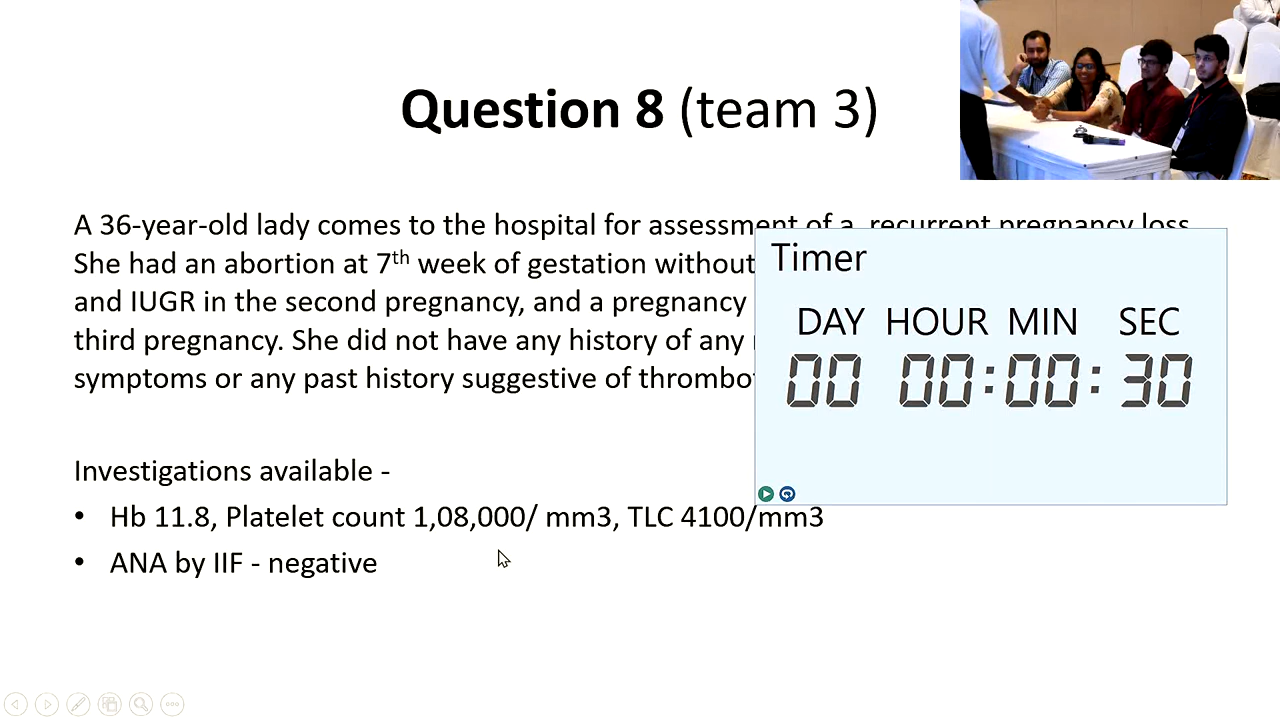 Question 8 (team 3)
A 36-year-old lady comes to the hospital for assessment of a recurrent pregnancy loss
She had an abortion at 7th week of gestation without
and IUGR in the second pregnancy, and a pregnancy
third pregnancy. She did not have any history of any
symptoms or any past history suggestive of thrombo
Timer
DAY HOUR MIN SEC
00 00:00:30
Investigations available -
• Hb 11.8, Platelet count 1,08,000/ mm3, TLC 4100/mm3
• ANA by IIF - negative